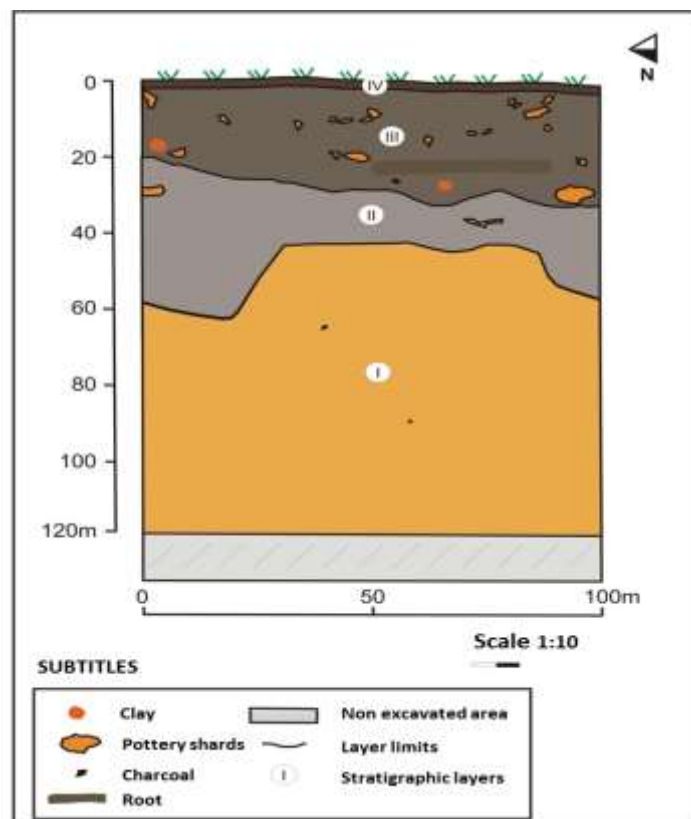 N
0
IV
III
20
II
40
60
I
80
100
120m
0 50 100m
Scale 1:10
SUBTITLES
Clay
Non excavated area
Pottery shards
Layer limits
Charcoal
I
Stratigraphic layers
Root